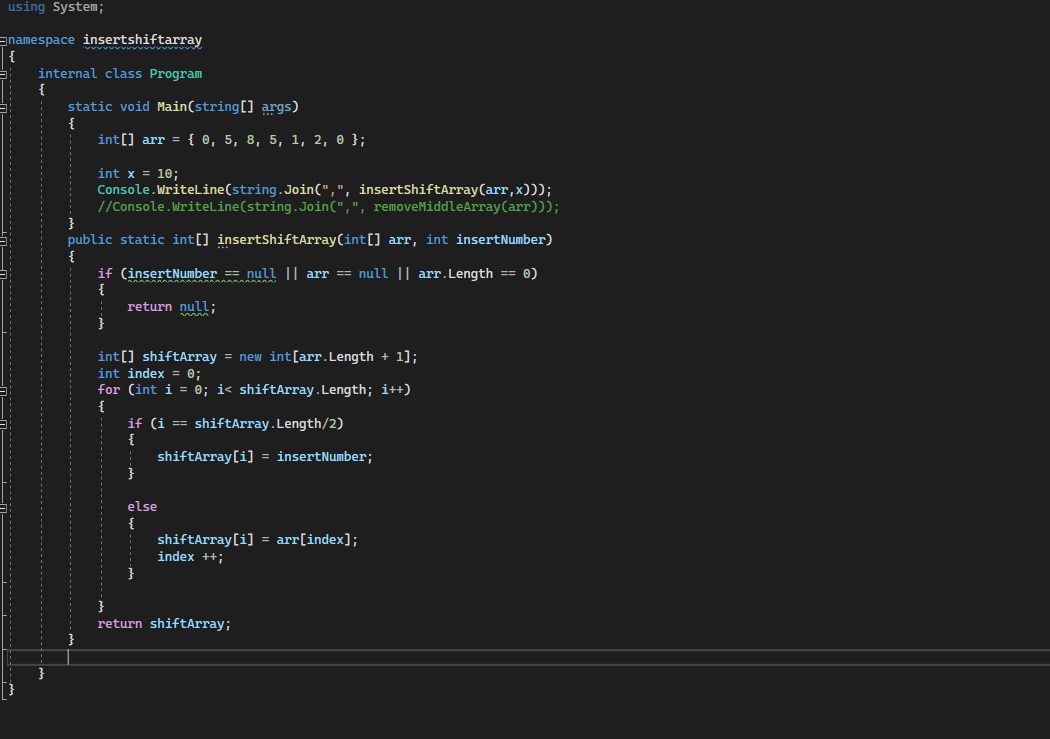 using System;
namespace insertshiftarray
{
internal class Program
{
static void Main(string[] args)
{
int[] arr = { 0, 5, 8, 5, 1, 2, 0 };
int x = 10;
Console.WriteLine(string.Join(",", insertShiftArray(arr,x)));
//Console.WriteLine(string.Join(",", removeMiddleArray(arr)));
}
public static int[] insertShiftArray(int[] arr, int insertNumber)
{
if (insertNumber == null || arr == null || arr.Length == 0)
{
return null;
}
int[] shiftArray = new int[arr.Length + 1];
int index = 0;
for (int i = 0; i< shiftArray.Length; i++)
{
if (i == shiftArray.Length/2)
{
shiftArray[i] = insertNumber;
}
else
{
shiftArray[i] = arr[index];
index ++;
}
}
return shiftArray;
}
}
}